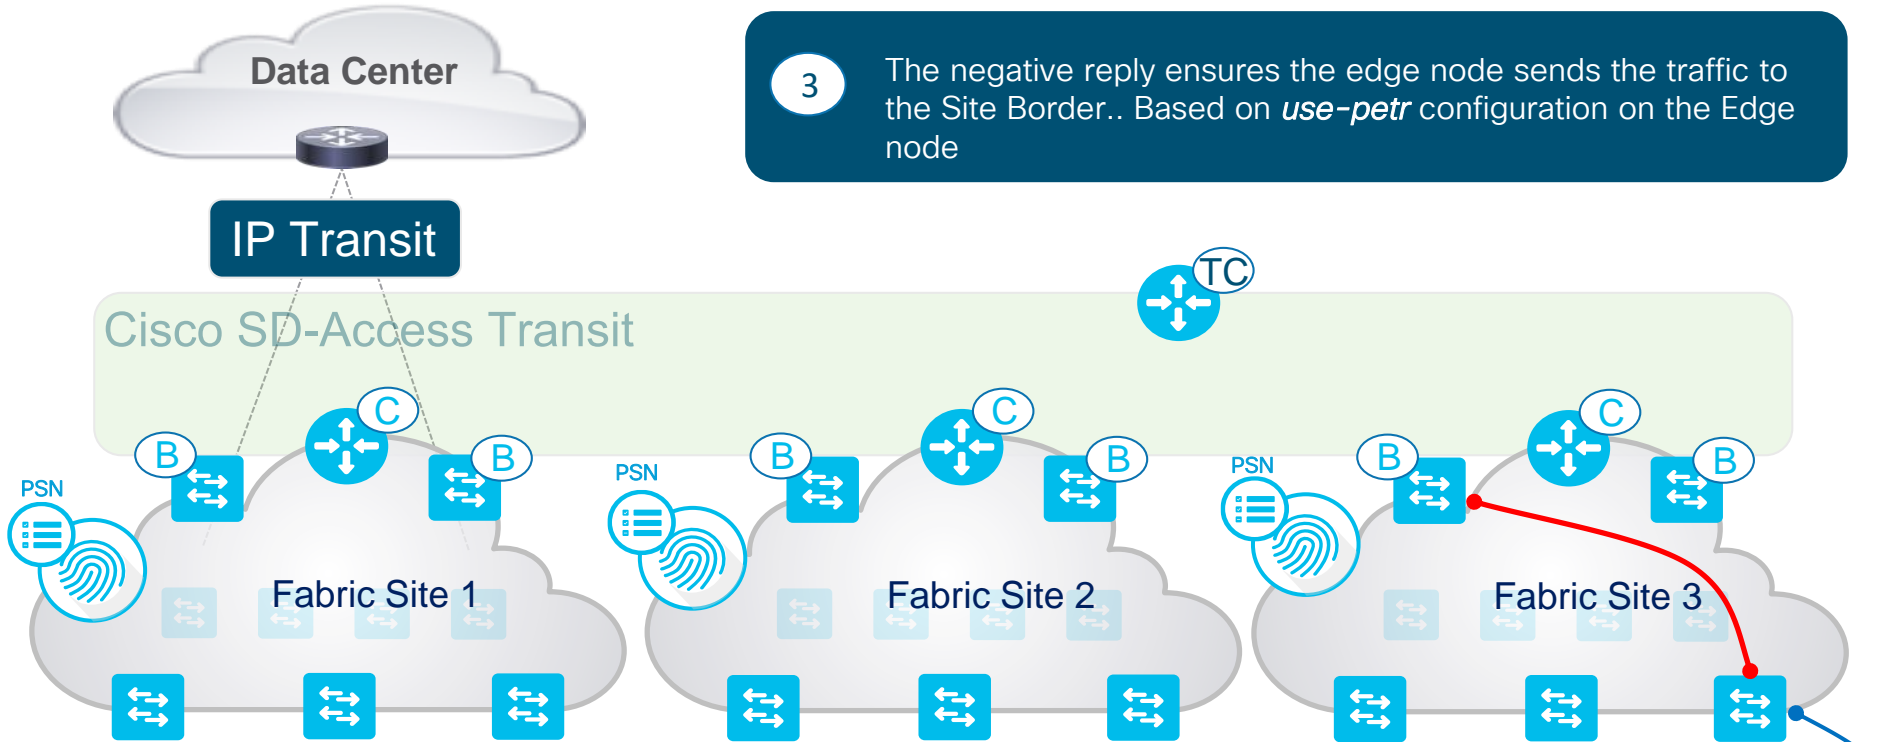 Data Center
3
The negative reply ensures the edge node sends the traffic to
the Site Border.. Based on use-petr configuration on the Edge
node
IP Transit
TC
Cisco SD-Access Transit
C
C
C
B
B
B
B
B
B
PSN
PSN
PSN
Fabric Site 1
Fabric Site 2
Fabric Site 3